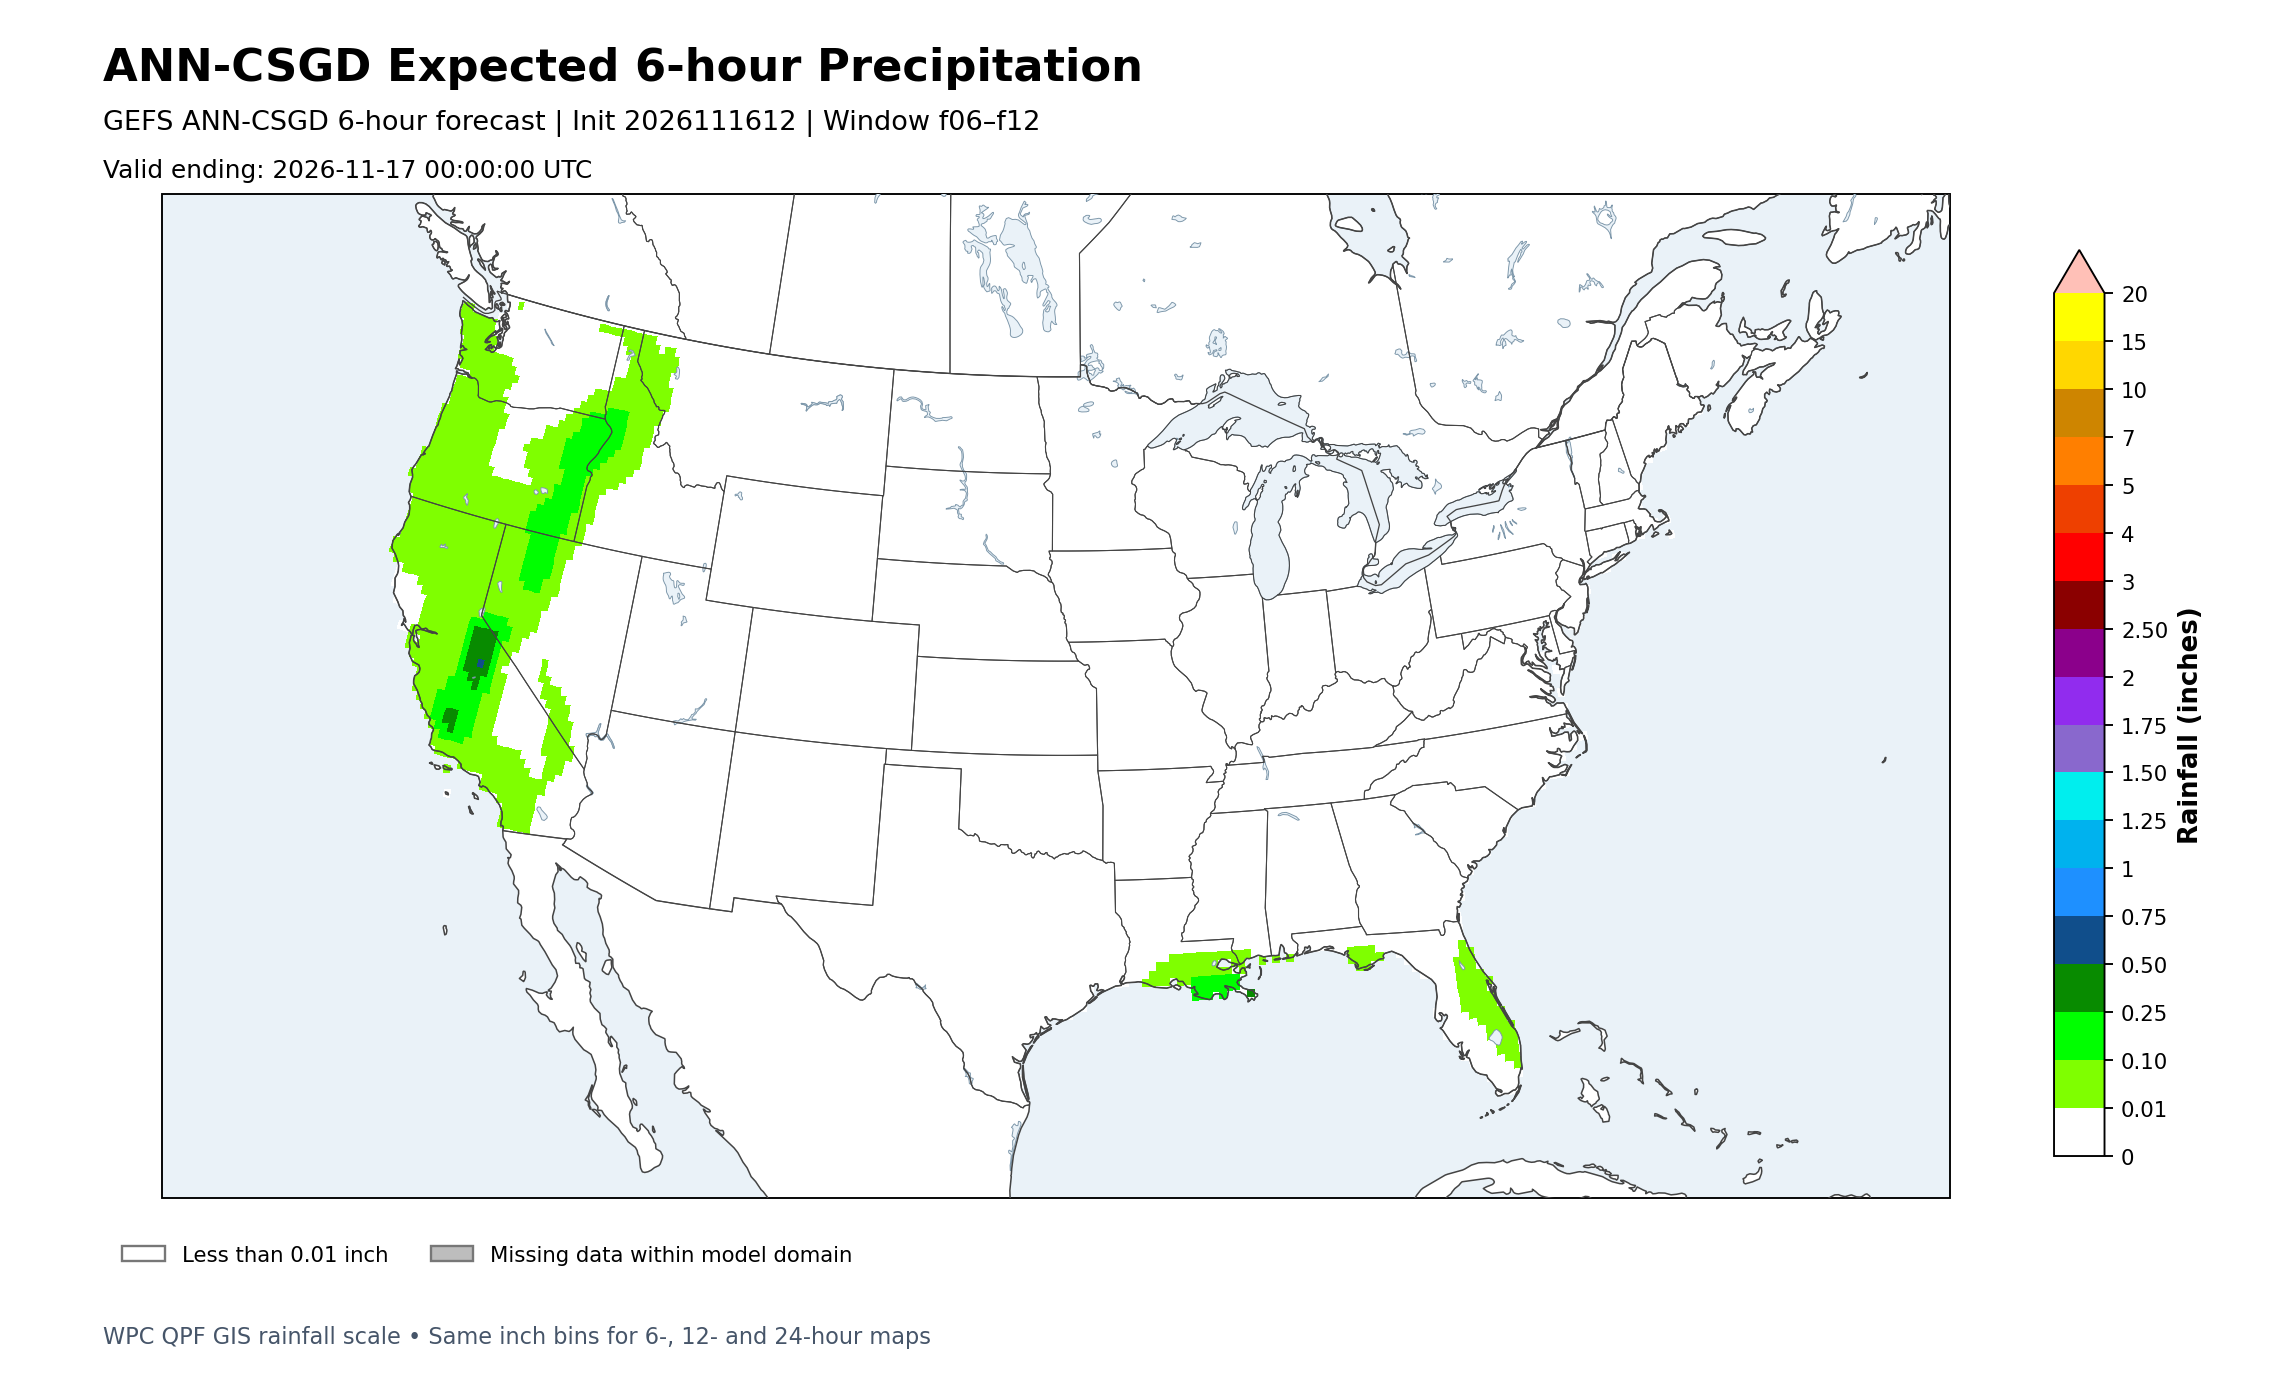 ANN-CSGD Expected 6-hour Precipitation
GEFS ANN-CSGD 6-hour forecast | Init 2026111612 | Window f06–f12
Valid ending: 2026-11-17 00:00:00 UTC
20
15
10
7
5
4
3
2.50
2
1.75
1.50
1.25
1
0.75
0.50
0.25
0.10
0.01
0
Rainfall (inches)
Less than 0.01 inch
Missing data within model domain
WPC QPF GIS rainfall scale • Same inch bins for 6-, 12- and 24-hour maps